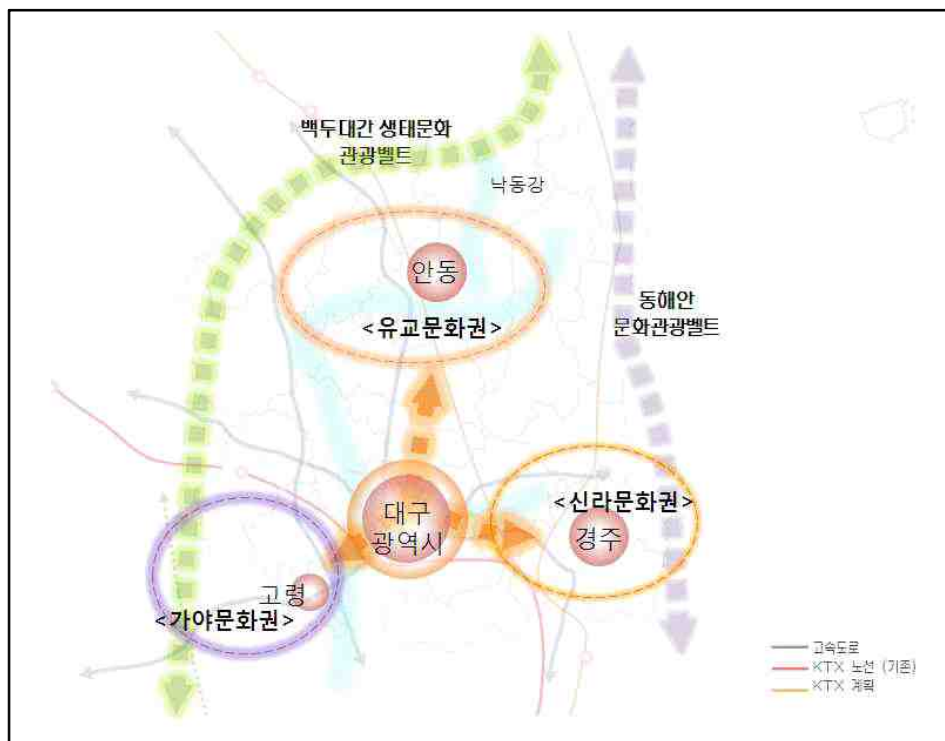 백두대간 생태문화
관광벨트
낙동강
안동
<유교문화권>
동해안
문화관광벨트
<신라문화권>
경주
대구
광역시
고령
<가야문화권>
고속도로
KTX 노선 (기존)
KTX 계획